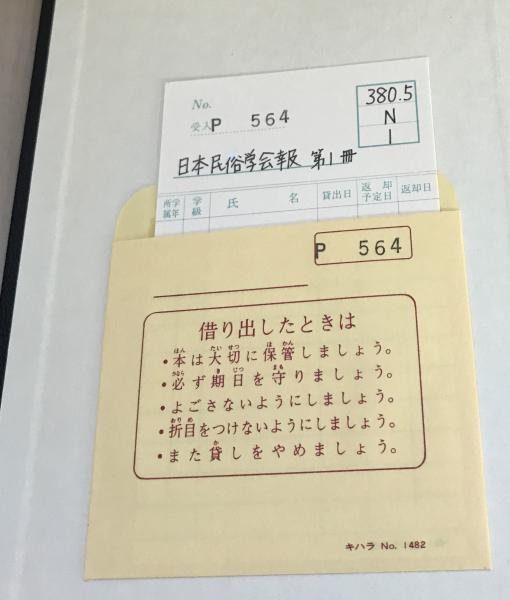 No.
受入 P 564
380.5
N
1
日本民俗学会報 第1冊
所属 学年 学級 氏 名 貸出日 返却予定日 返却日
P 564
借り出したときは
・本は大切に保管しましょう。
・必ず期日を守りましょう。
・よごさないようにしましょう。
・折目をつけないようにしましょう。
・また貸しをやめましょう。
キハラ No. 1482